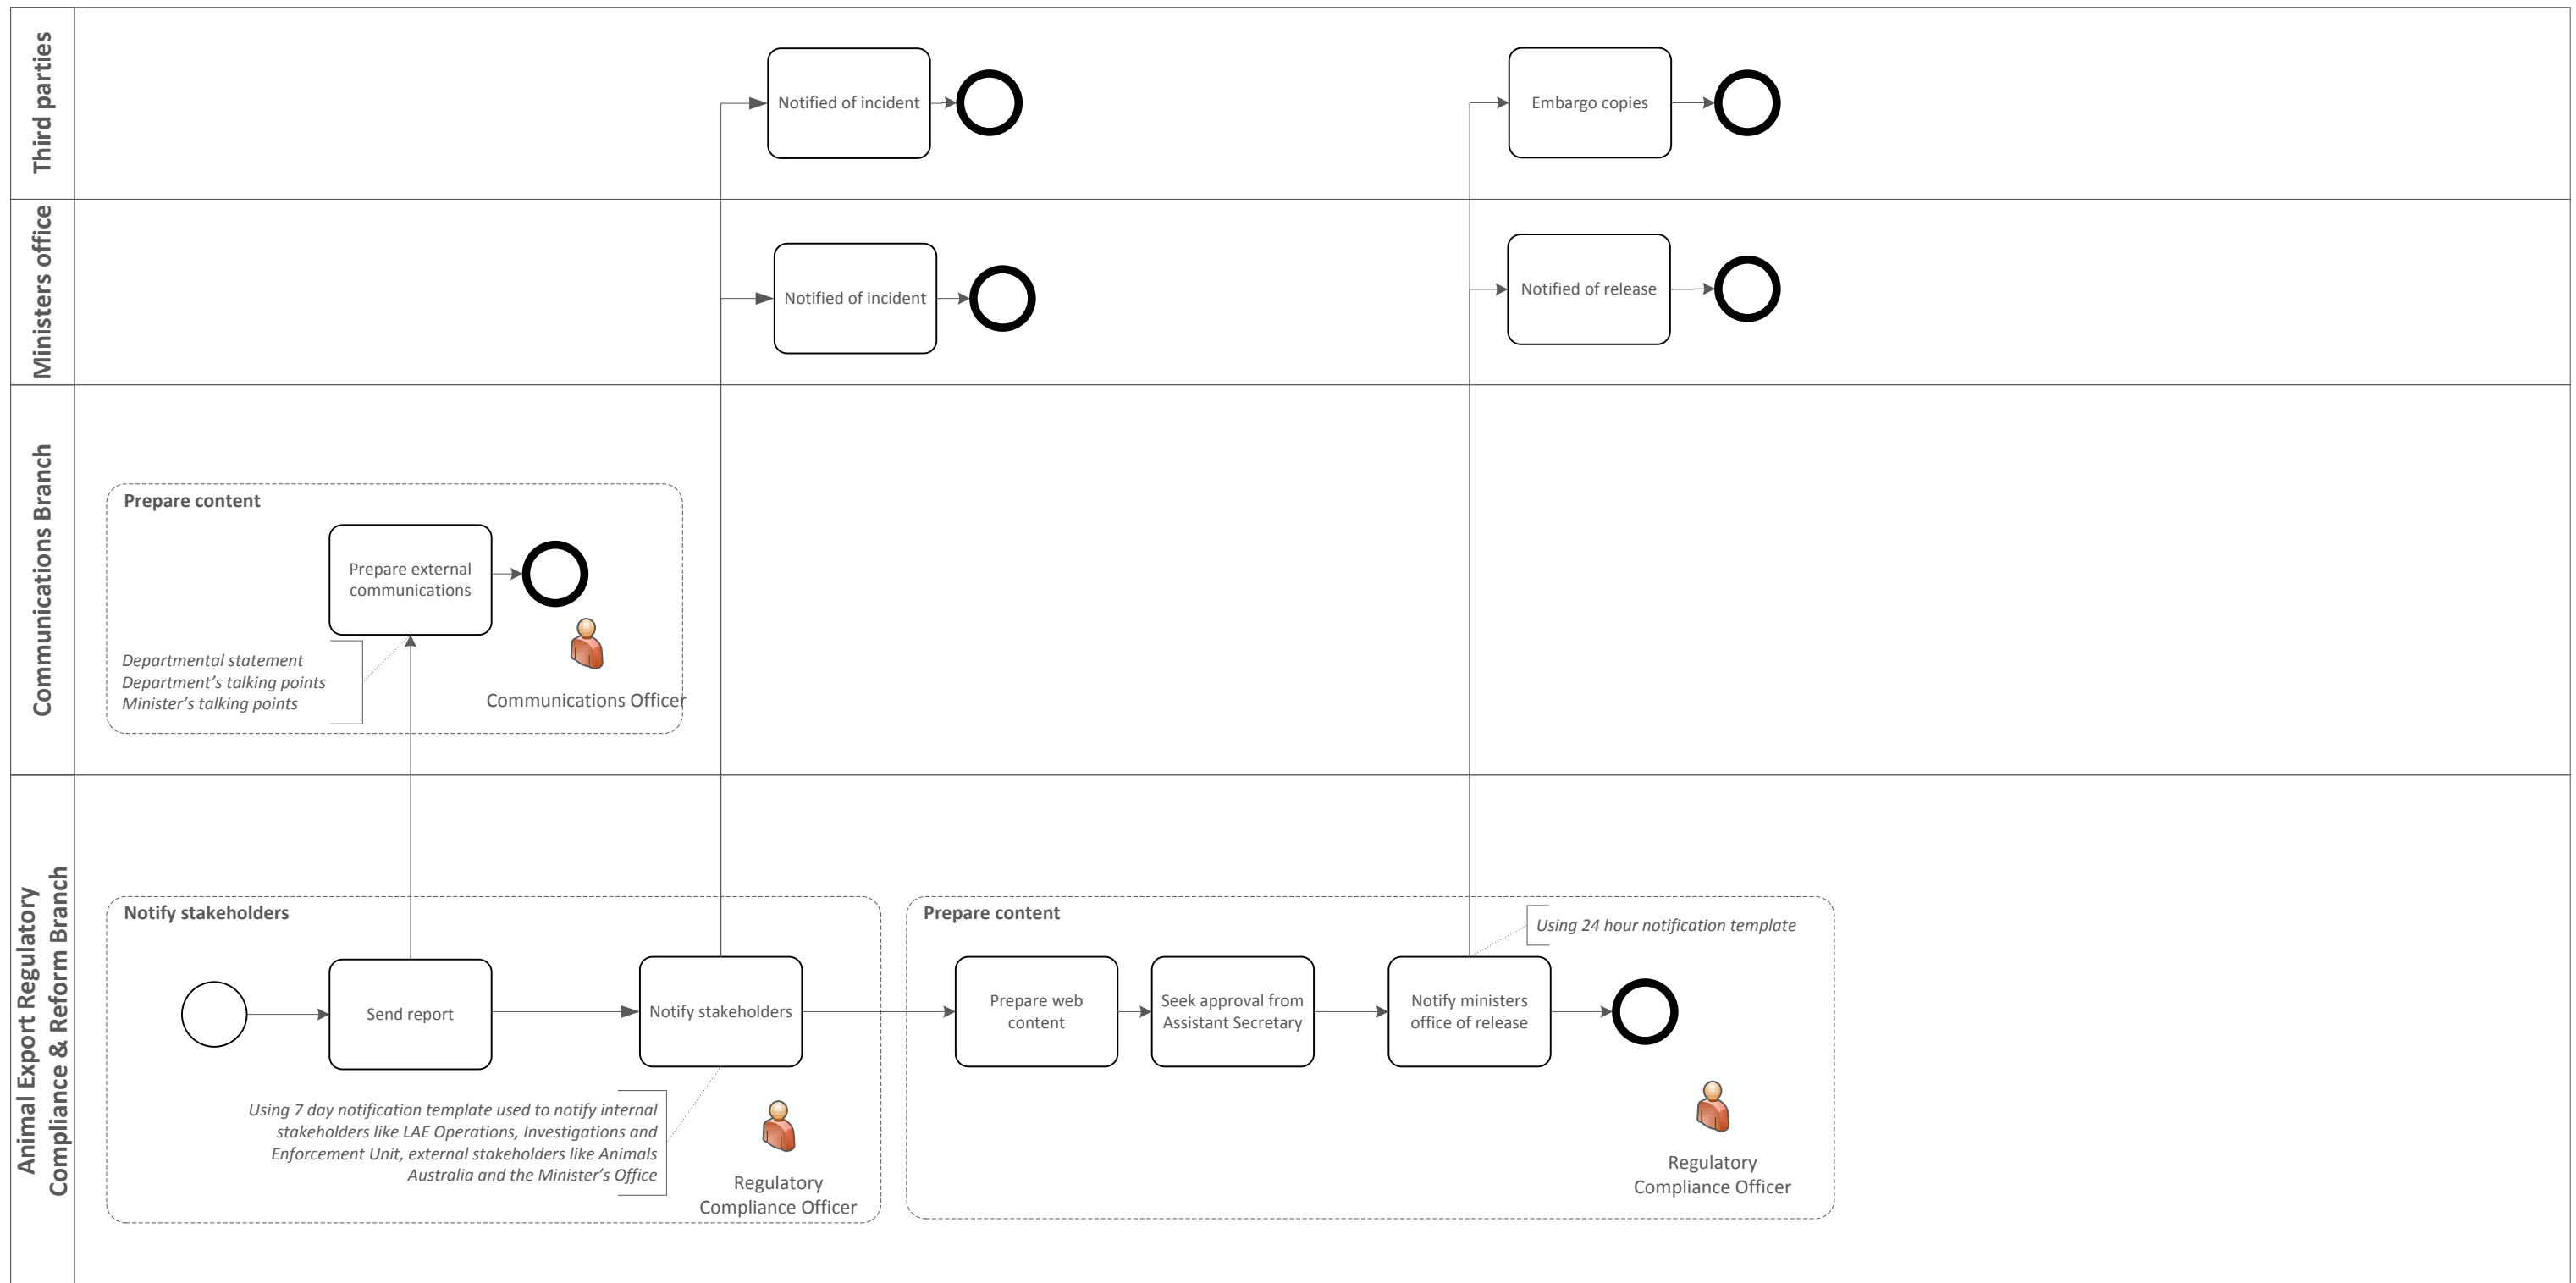 Third parties
Notified of incident
Embargo copies
Ministers office
Notified of incident
Notified of release
Communications Branch
Prepare content
Prepare external
communications
Departmental statement
Department's talking points
Minister's talking points
Communications Officer
Animal Export Regulatory
Compliance & Reform Branch
Notify stakeholders
Send report
Notify stakeholders
Using 7 day notification template used to notify internal
stakeholders like LAE Operations, Investigations and
Enforcement Unit, external stakeholders like Animals
Australia and the Minister's Office
Regulatory
Compliance Officer
Prepare content
Using 24 hour notification template
Prepare web
content
Seek approval from
Assistant Secretary
Notify ministers
office of release
Regulatory
Compliance Officer